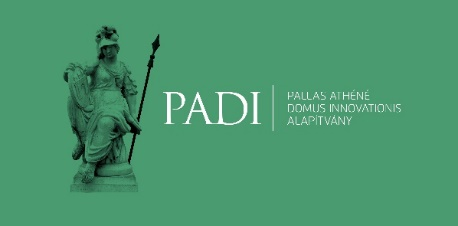 PADI
PALLAS ATHÉNÉ
DOMUS INNOVATIONIS
ALAPÍTVÁNY